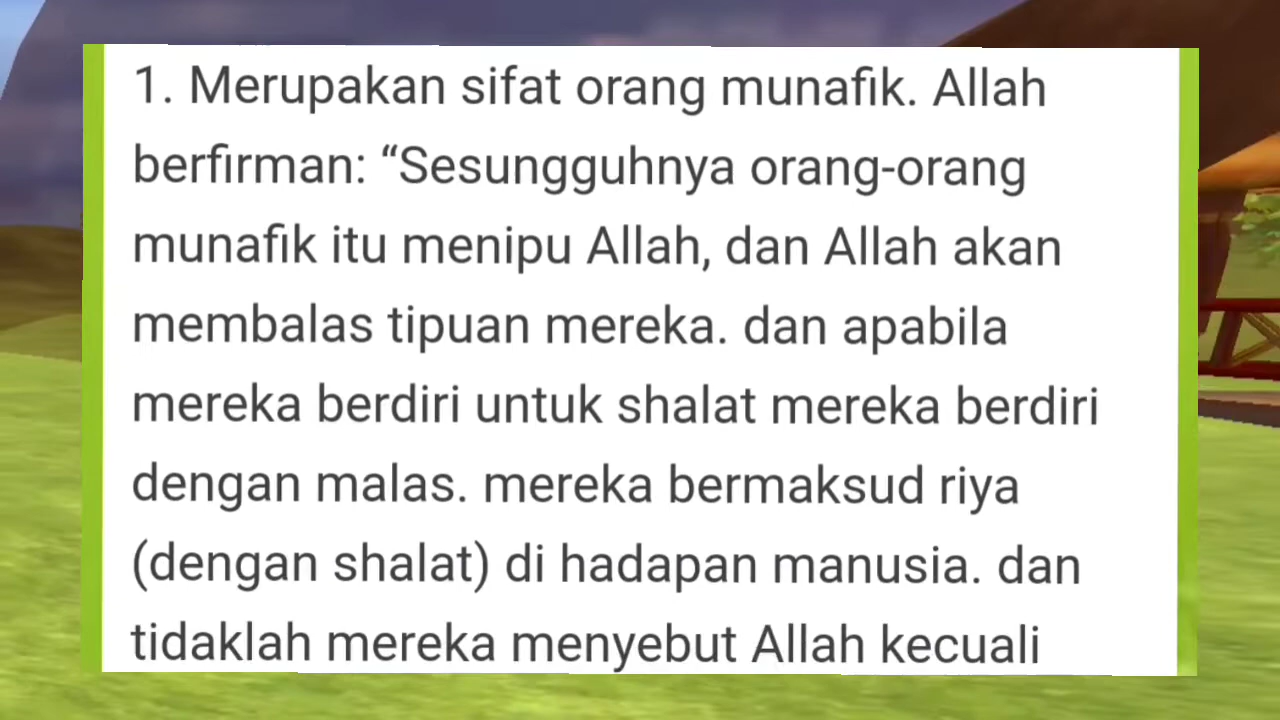 1. Merupakan sifat orang munafik. Allah
berfirman: “Sesungguhnya orang-orang
munafik itu menipu Allah, dan Allah akan
membalas tipuan mereka. dan apabila
mereka berdiri untuk shalat mereka berdiri
dengan malas. mereka bermaksud riya
(dengan shalat) di hadapan manusia. dan
tidaklah mereka menyebut Allah kecuali